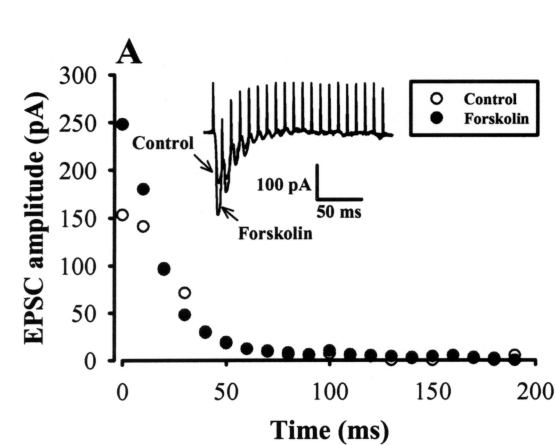 A
300
250
200
150
100
50
0
EPSC amplitude (pA)
Control
Forskolin
Control
100 pA
50 ms
Forskolin
0 50 100 150 200
Time (ms)